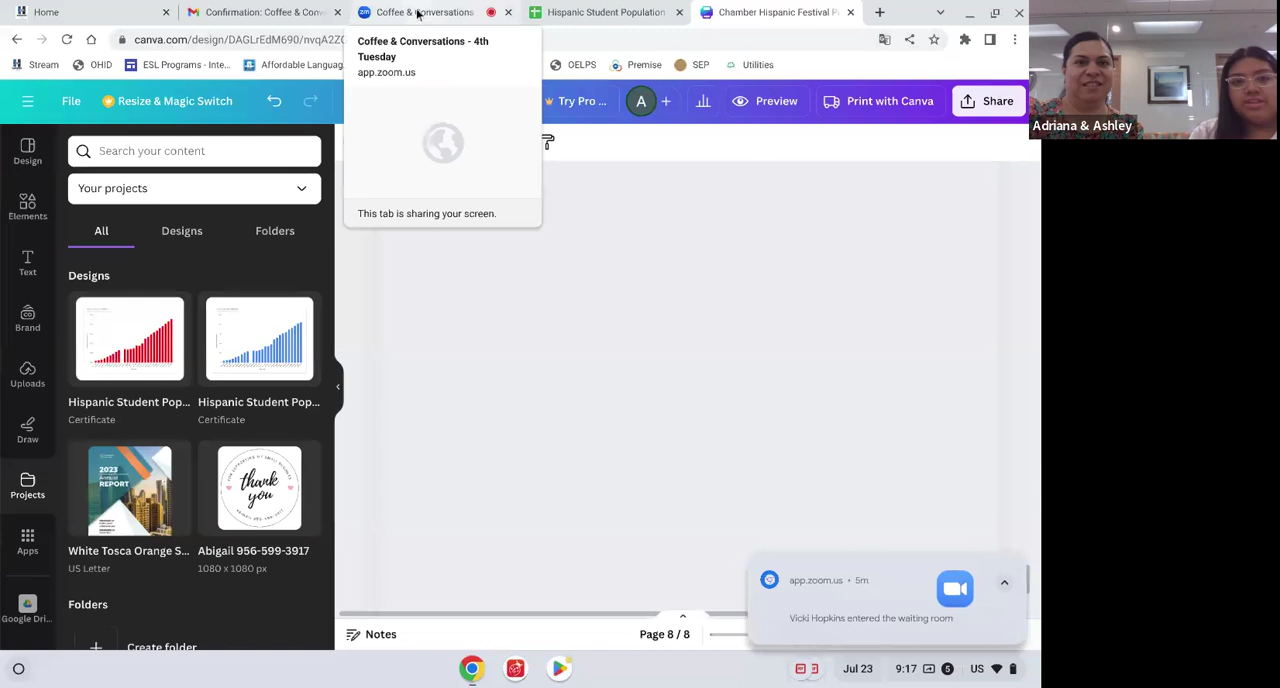 Home
Confirmation: Coffee & Conv
Coffee & Conversations
Hispanic Student Population
Chamber Hispanic Festival P
canva.com/design/DAGLrEdM690/nvqA2ZC
Stream
OHID
ESL Programs - Inte...
Affordable Languag
OELPS
Premise
SEP
Utilities
Coffee & Conversations - 4th
Tuesday
app.zoom.us
This tab is sharing your screen.
File
Resize & Magic Switch
Try Pro ...
A
Preview
Print with Canva
Share
Adriana & Ashley
Design
Elements
Text
Brand
Uploads
Draw
Projects
Apps
Google Dri...
Search your content
Your projects
All
Designs
Folders
Designs
Hispanic Student Pop...
Certificate
Hispanic Student Pop...
Certificate
2023
ANNUAL
REPORT
thank
you
White Tosca Orange S...
US Letter
Abigail 956-599-3917
1080 x 1080 px
Folders
Create folder
Notes
Page 8 / 8
app.zoom.us • 5m
Vicki Hopkins entered the waiting room
Jul 23
9:17
5
US